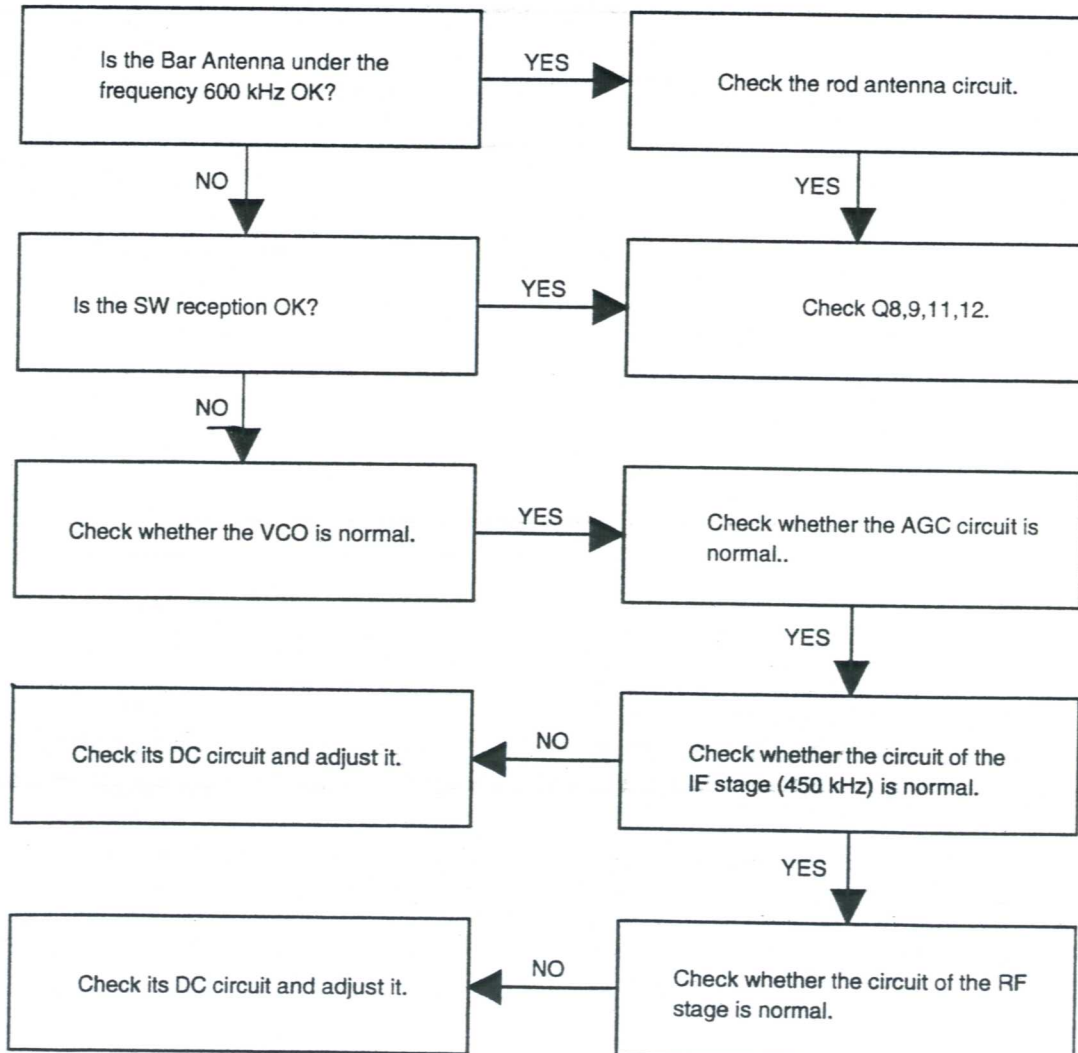 Is the Bar Antenna under the
frequency 600 kHz OK?
YES
Check the rod antenna circuit.
NO
YES
Is the SW reception OK?
YES
Check Q8,9,11,12.
NO
Check whether the VCO is normal.
YES
Check whether the AGC circuit is
normal..
YES
Check its DC circuit and adjust it.
NO
Check whether the circuit of the
IF stage (450 kHz) is normal.
YES
Check its DC circuit and adjust it.
NO
Check whether the circuit of the RF
stage is normal.